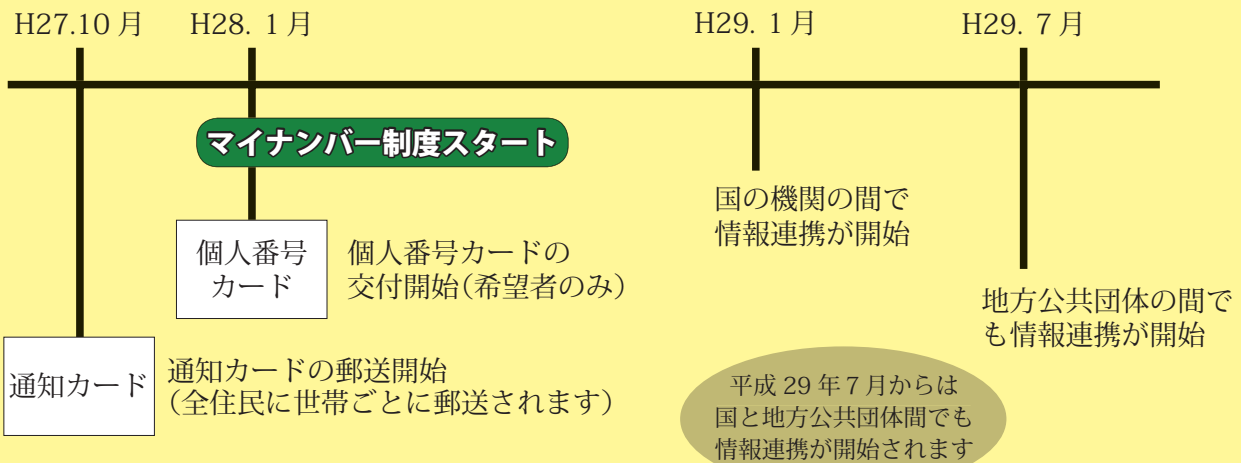 H27.10 月
H28. 1 月
H29. 1 月
H29. 7 月
マイナンバー制度スタート
国の機関の間で
情報連携が開始
個人番号
カード
個人番号カードの
交付開始(希望者のみ)
地方公共団体の間で
も情報連携が開始
通知カード
通知カードの郵送開始
(全住民に世帯ごとに郵送されます)
平成 29 年 7 月からは
国と地方公共団体間でも
情報連携が開始されます